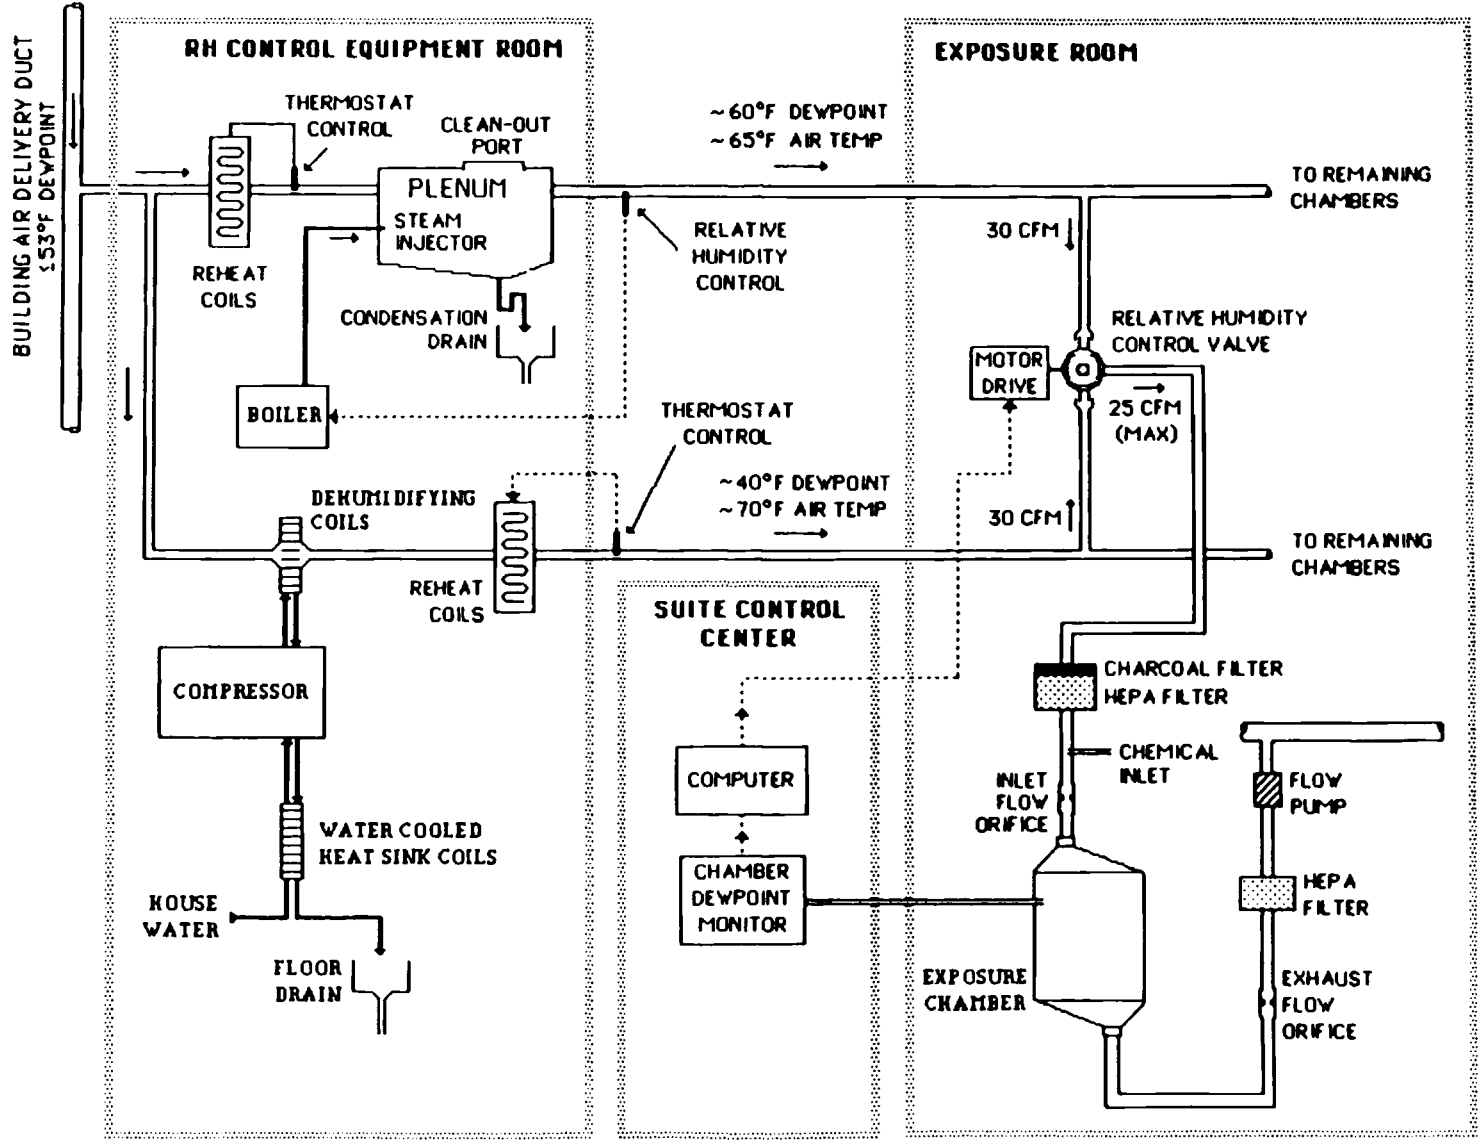 BUILDING AIR DELIVERY DUCT
≤53°F DEWPOINT
RH CONTROL EQUIPMENT ROOM
THERMOSTAT
CONTROL
CLEAN-OUT
PORT
PLENUM
STEAM
INJECTOR
REHEAT
COILS
CONDENSATION
DRAIN
BOILER
RELATIVE
HUMIDITY
CONTROL
~60°F DEWPOINT
~65°F AIR TEMP
THERMOSTAT
CONTROL
~40°F DEWPOINT
~70°F AIR TEMP
DEHUMIDIFYING
COILS
REHEAT
COILS
COMPRESSOR
WATER COOLED
HEAT SINK COILS
HOUSE
WATER
FLOOR
DRAIN
SUITE CONTROL
CENTER
COMPUTER
CHAMBER
DEWPOINT
MONITOR
EXPOSURE ROOM
TO REMAINING
CHAMBERS
30 CFM
RELATIVE HUMIDITY
CONTROL VALVE
MOTOR
DRIVE
25 CFM
(MAX)
30 CFM
TO REMAINING
CHAMBERS
CHARCOAL FILTER
HEPA FILTER
CHEMICAL
INLET
INLET
FLOW
ORIFICE
FLOW
PUMP
HEPA
FILTER
EXPOSURE
CHAMBER
EXHAUST
FLOW
ORIFICE